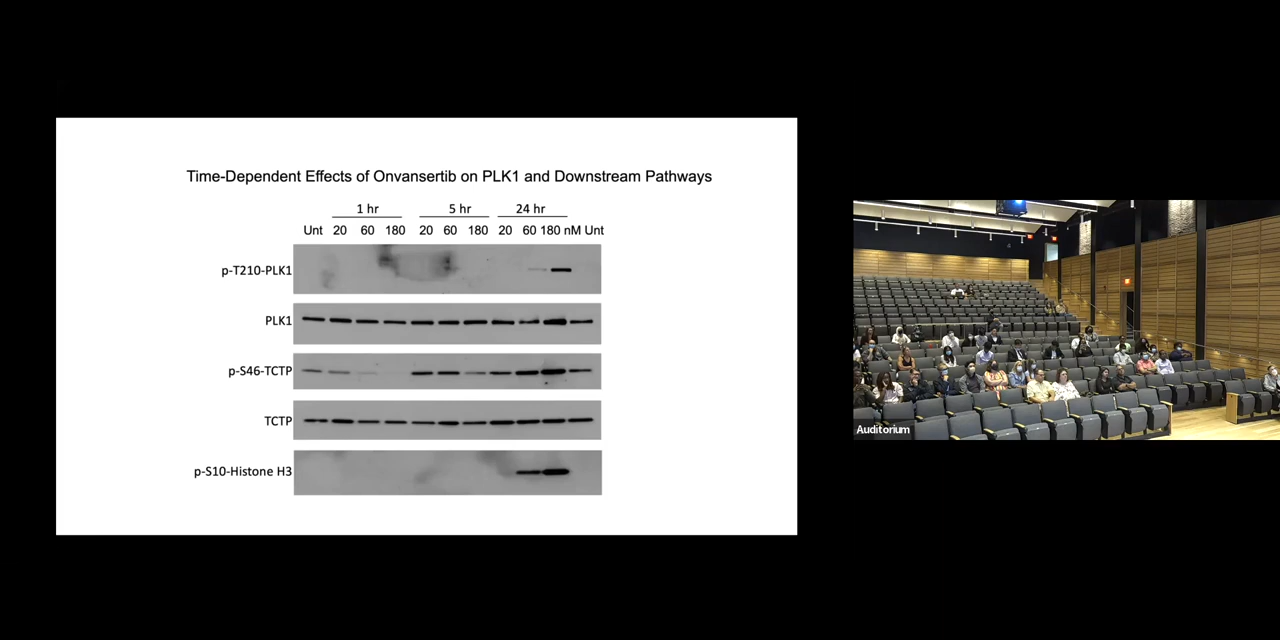 Time-Dependent Effects of Onvansertib on PLK1 and Downstream Pathways
1 hr 5 hr 24 hr
Unt 20 60 180 20 60 180 20 60 180 nM Unt
p-T210-PLK1
PLK1
p-S46-TCTP
TCTP
p-S10-Histone H3
Auditorium